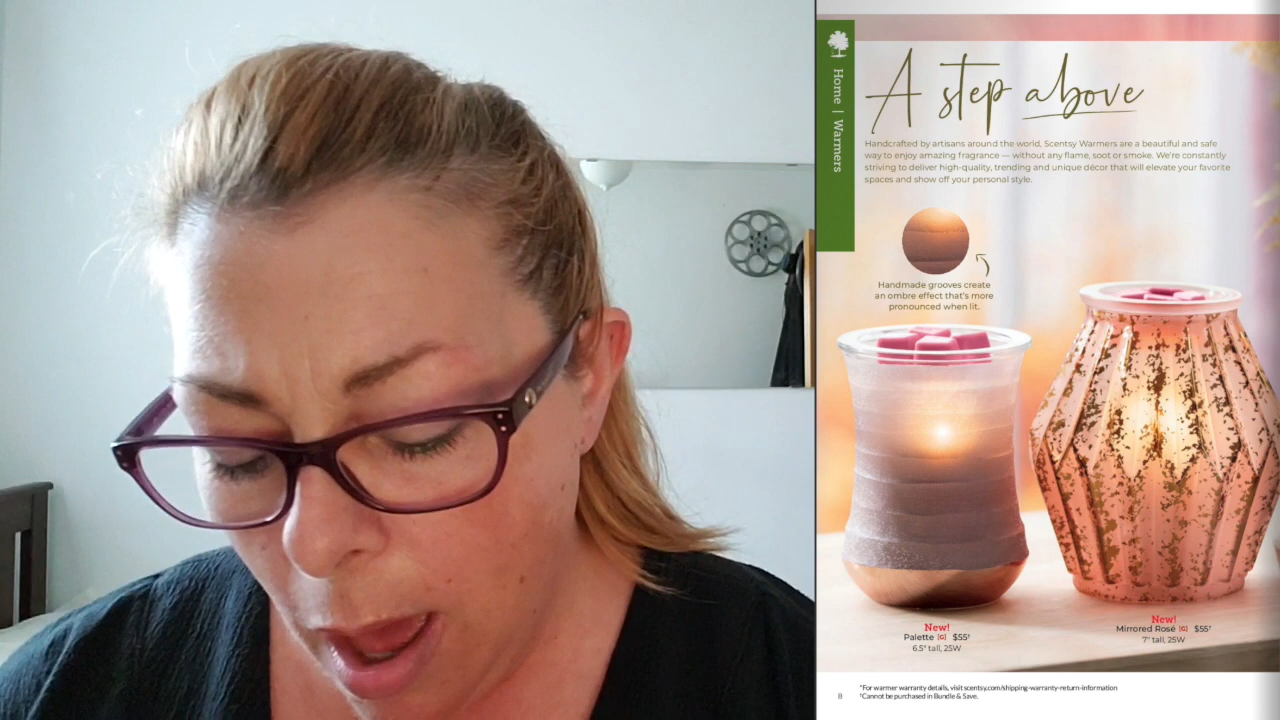 Home | Warmers
A step above
Handcrafted by artisans around the world, Scentsy Warmers are a beautiful and safe
way to enjoy amazing fragrance — without any flame, soot or smoke. We're constantly
striving to deliver high-quality, trending and unique décor that will elevate your favorite
spaces and show off your personal style.
Handmade grooves create
an ombre effect that's more
pronounced when lit.
New!
Palette [G] $55†
6.5" tall, 25W
New!
Mirrored Rosé [G] $55†
7" tall, 25W
8
*For warmer warranty details, visit scentsy.com/shipping-warranty-return-information
†Cannot be purchased in Bundle & Save.